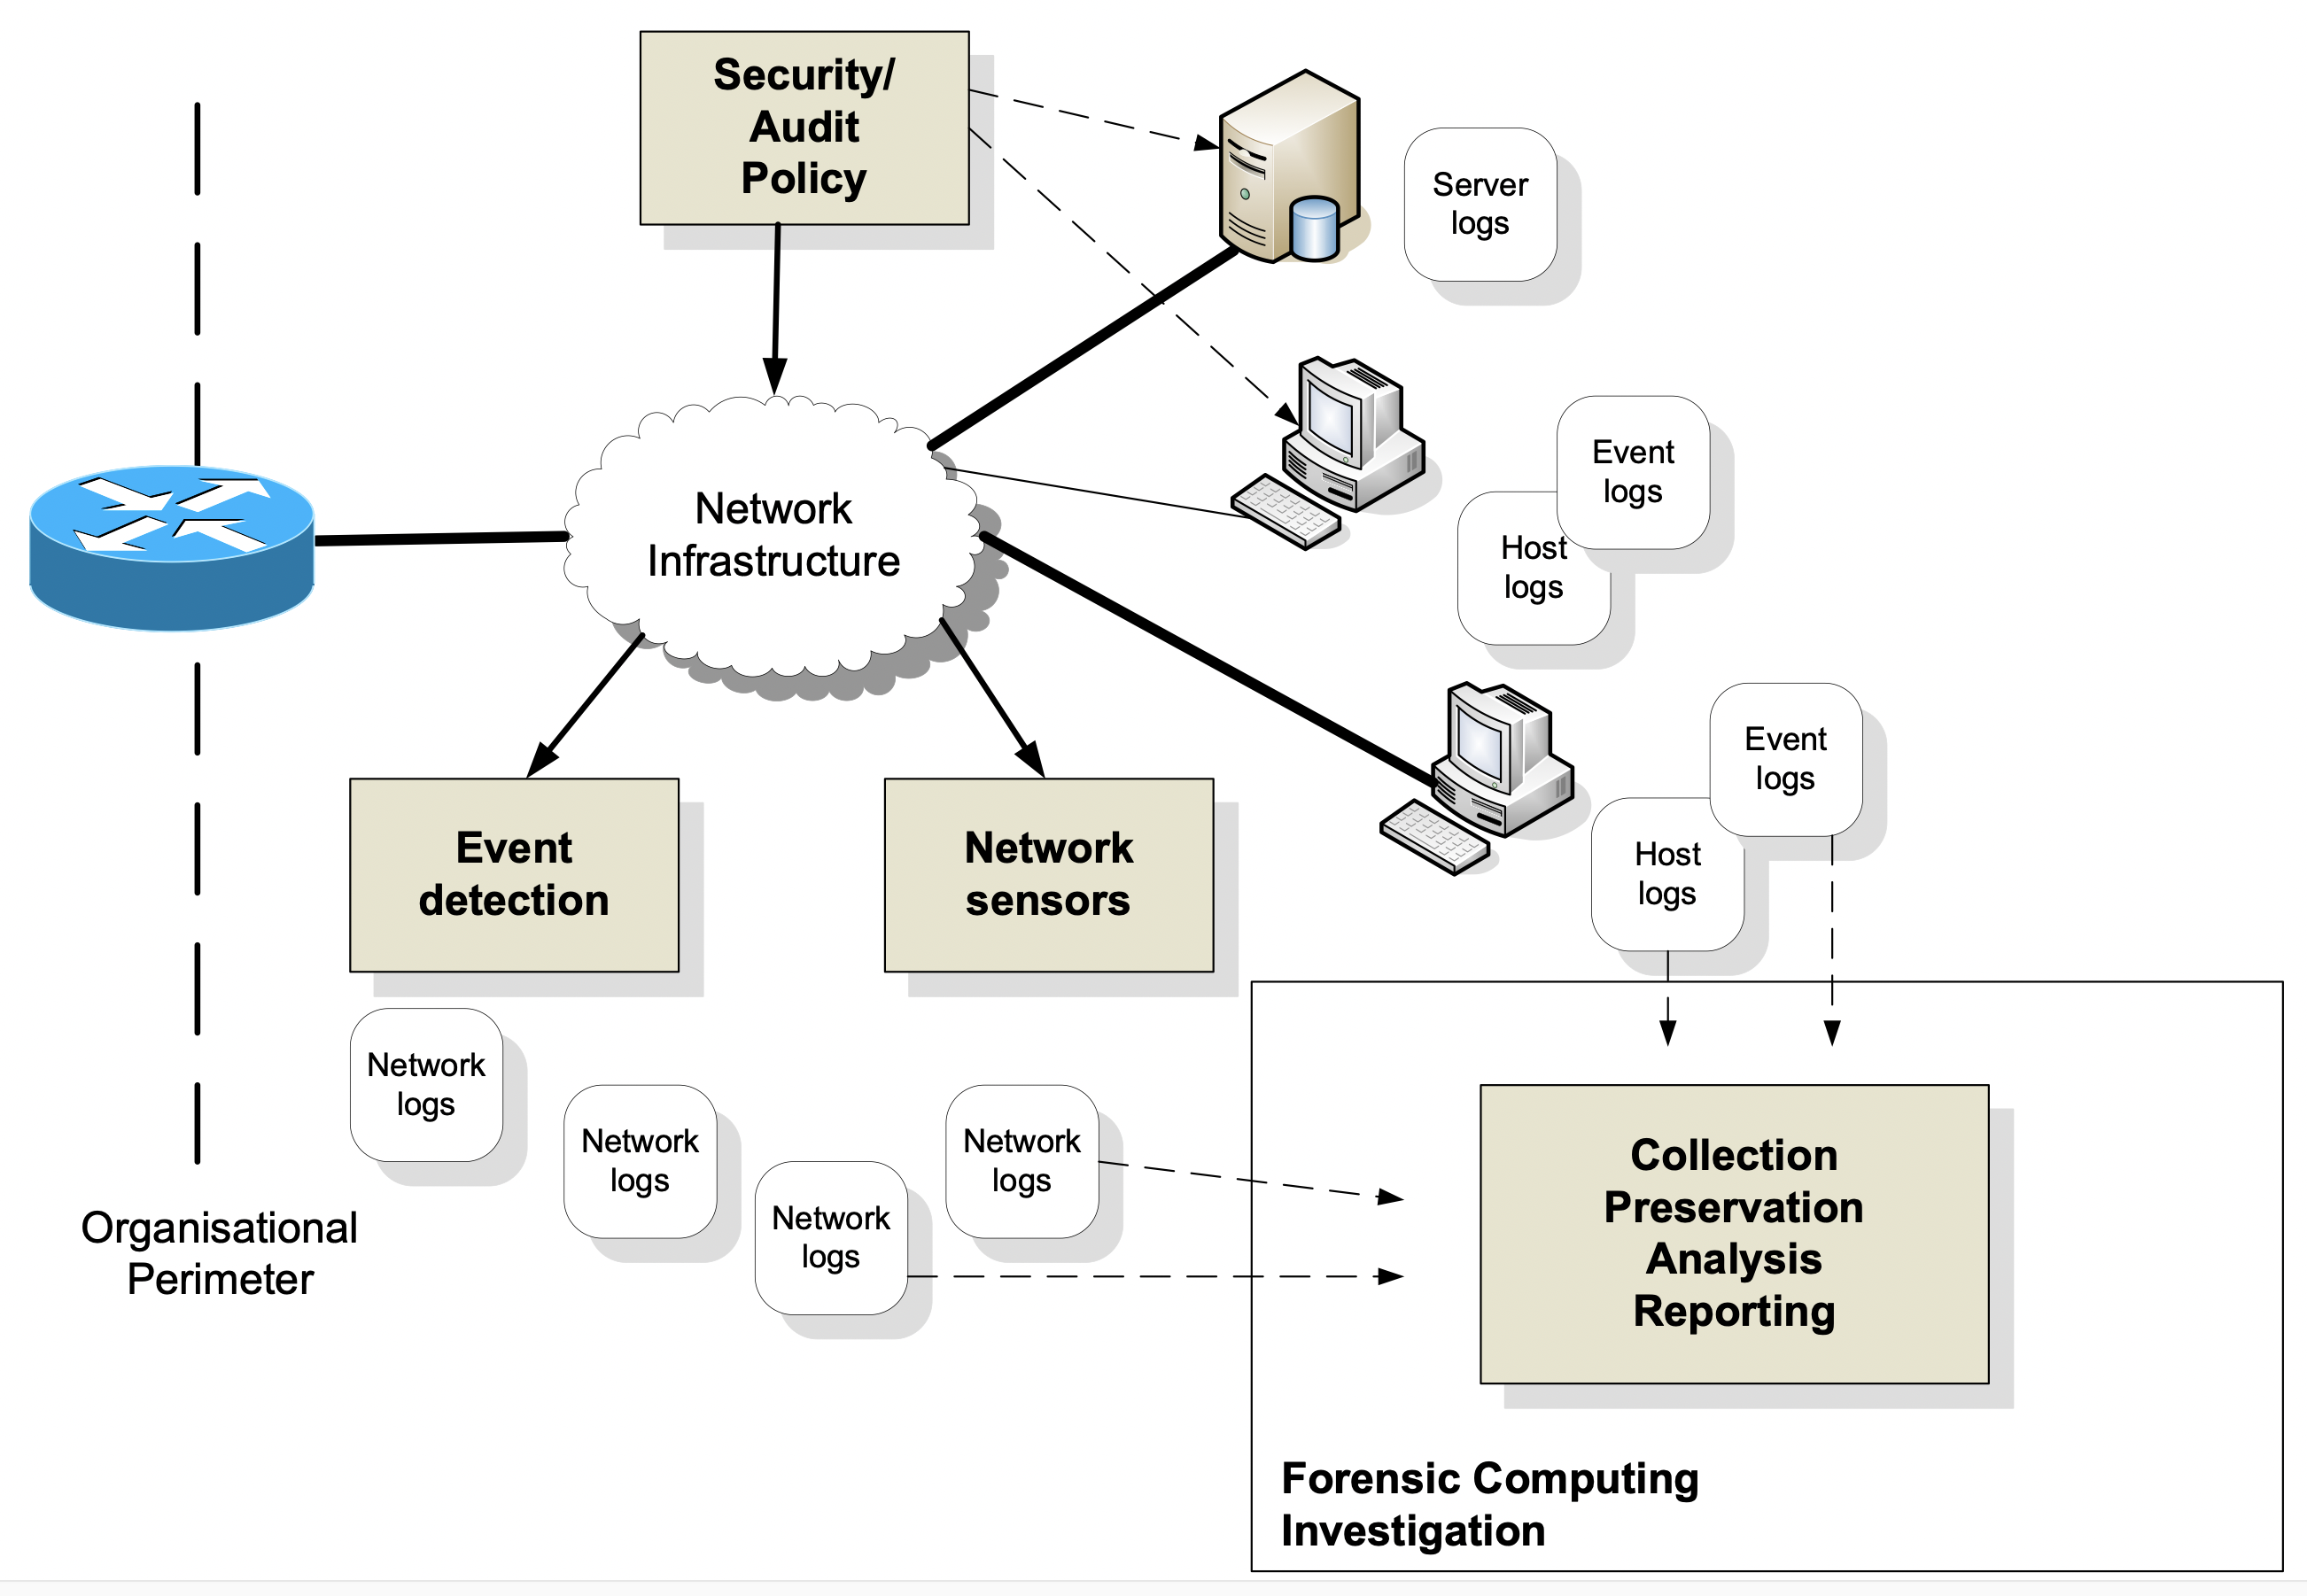 Security/
Audit
Policy
Server
logs
Event
logs
Host
logs
Network
Infrastructure
Event
logs
Host
logs
Event
detection
Network
sensors
Network
logs
Network
logs
Network
logs
Network
logs
Collection
Preservation
Analysis
Reporting
Organisational
Perimeter
Forensic Computing
Investigation